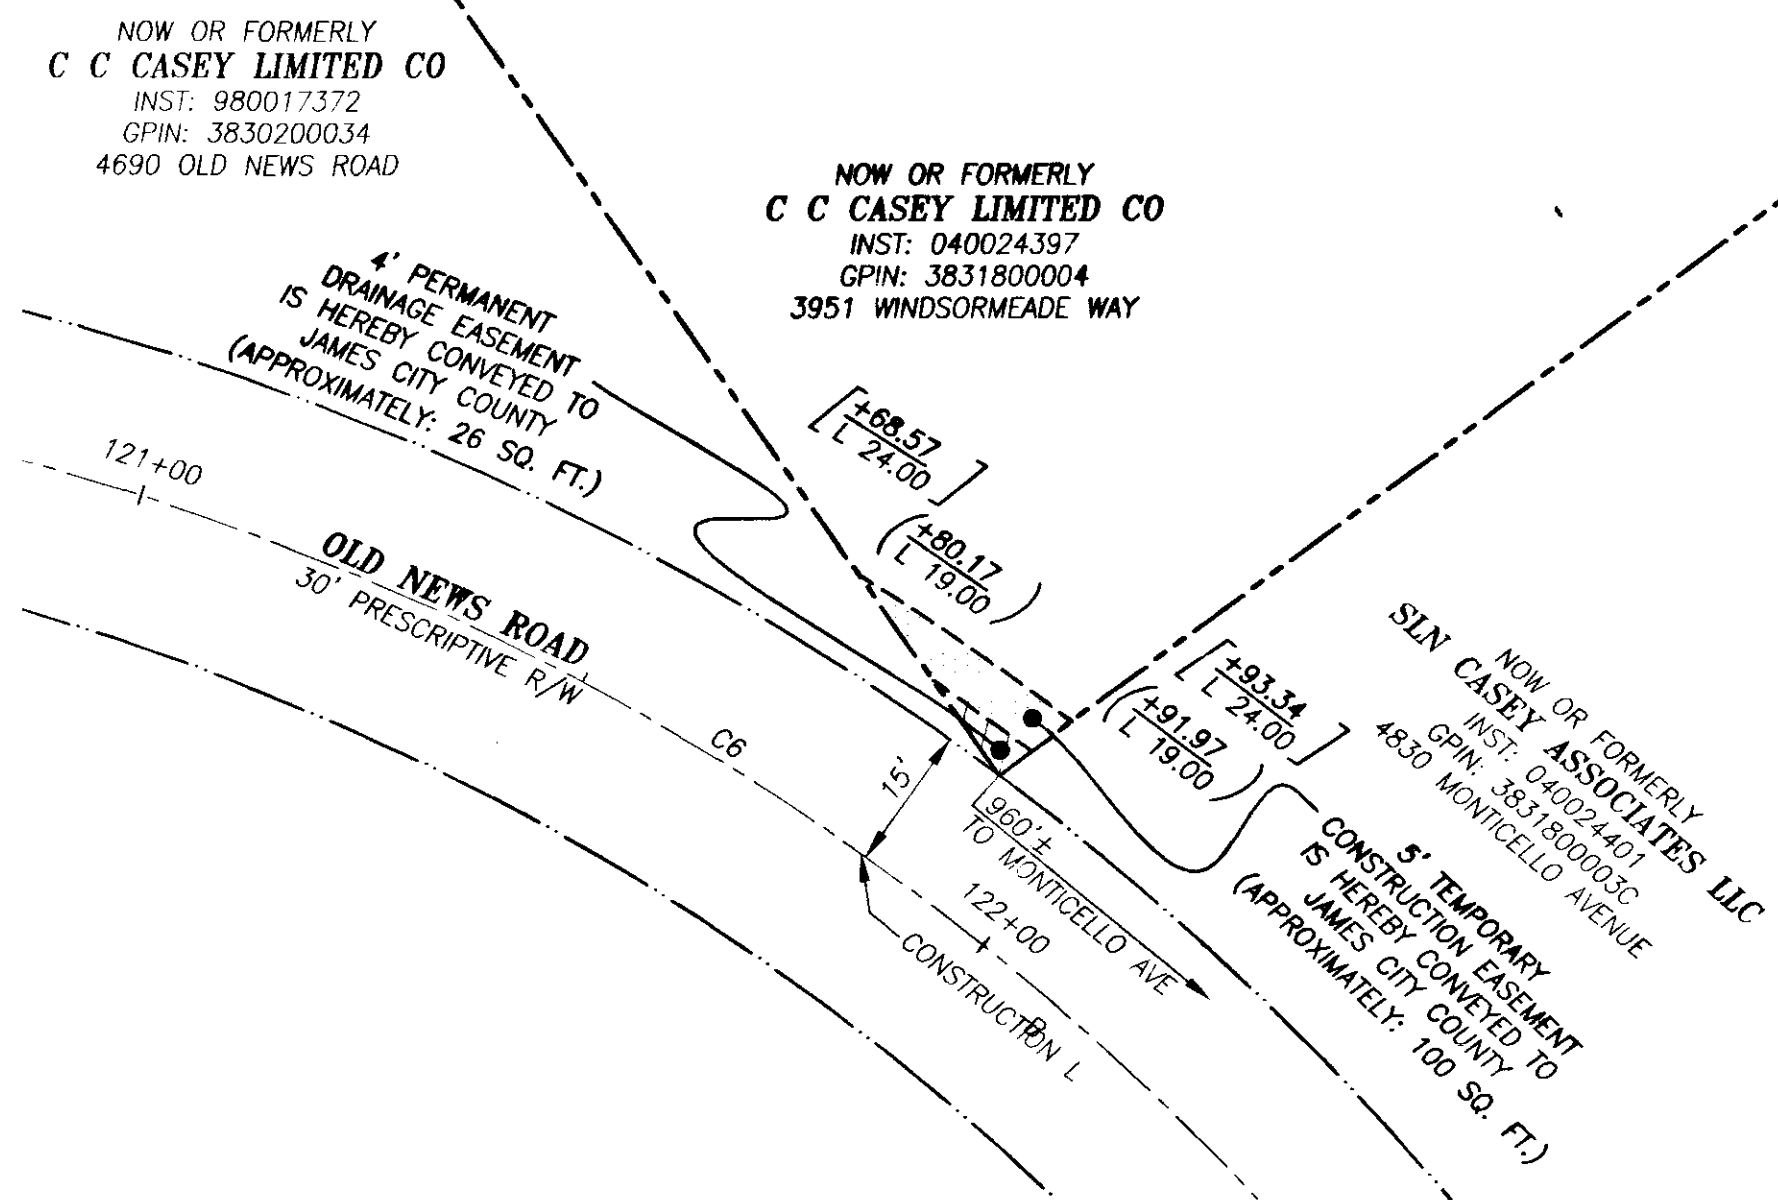 NOW OR FORMERLY
C C CASEY LIMITED CO
INST: 980017372
GPIN: 3830200034
4690 OLD NEWS ROAD
NOW OR FORMERLY
C C CASEY LIMITED CO
INST: 040024397
GPIN: 3831800004
3951 WINDSORMEADE WAY
4' PERMANENT
DRAINAGE EASEMENT
IS HEREBY CONVEYED TO
JAMES CITY COUNTY
(APPROXIMATELY: 26 SQ. FT.)
[+68.57
L 24.00]
(+80.17
L 19.00)
[+93.34
L 24.00]
(+91.97
L 19.00)
121+00
OLD NEWS ROAD
30' PRESCRIPTIVE R/W
C6
15'
960'±
TO MONTICELLO AVE
122+00
CONSTRUCTION BL
NOW OR FORMERLY
SLN CASEY ASSOCIATES LLC
INST: 040024401
GPIN: 3831800003C
4830 MONTICELLO AVENUE
5' TEMPORARY
CONSTRUCTION EASEMENT
IS HEREBY CONVEYED TO
JAMES CITY COUNTY
(APPROXIMATELY: 100 SQ. FT.)